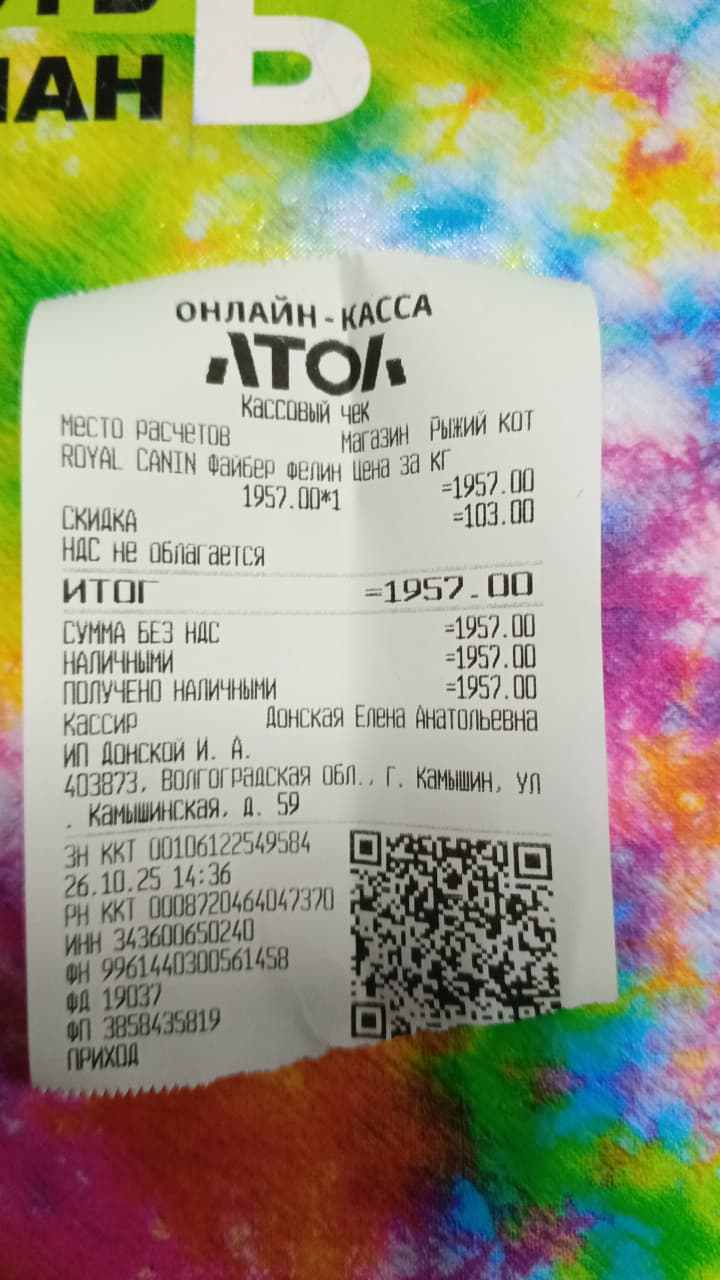 ЛАН Ь
ОНЛАЙН-КАССА
АТОЛ
Кассовый чек
Место расчетов Магазин Рыжий кот
ROYAL CANIN Файбер фелин Цена за кг
1957.00*1 =1957.00
СКИДКА =103.00
НДС не облагается
ИТОГ =1957.00
СУММА БЕЗ НДС =1957.00
НАЛИЧНЫМИ =1957.00
ПОЛУЧЕНО НАЛИЧНЫМИ =1957.00
Кассир Донская Елена Анатольевна
ИП Донской И. А.
403873, Волгоградская обл., г. Камышин, ул
. Камышинская, д. 59
ЗН ККТ 00106122549584
26.10.25 14:36
РН ККТ 0008720464047370
ИНН 343600650240
ФН 9961440300561458
ФД 19037
ФП 3858435819
ПРИХОД